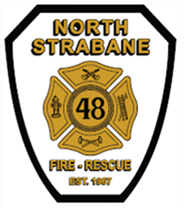 NORTH
STRABANE
48
FIRE - RESCUE
EST. 1967